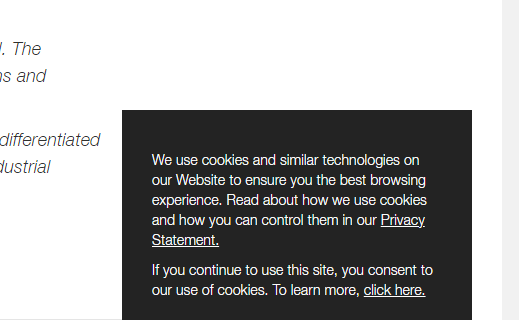 . The
ns and
differentiated
dustrial
We use cookies and similar technologies on
our Website to ensure you the best browsing
experience. Read about how we use cookies
and how you can control them in our Privacy
Statement.
If you continue to use this site, you consent to
our use of cookies. To learn more, click here.